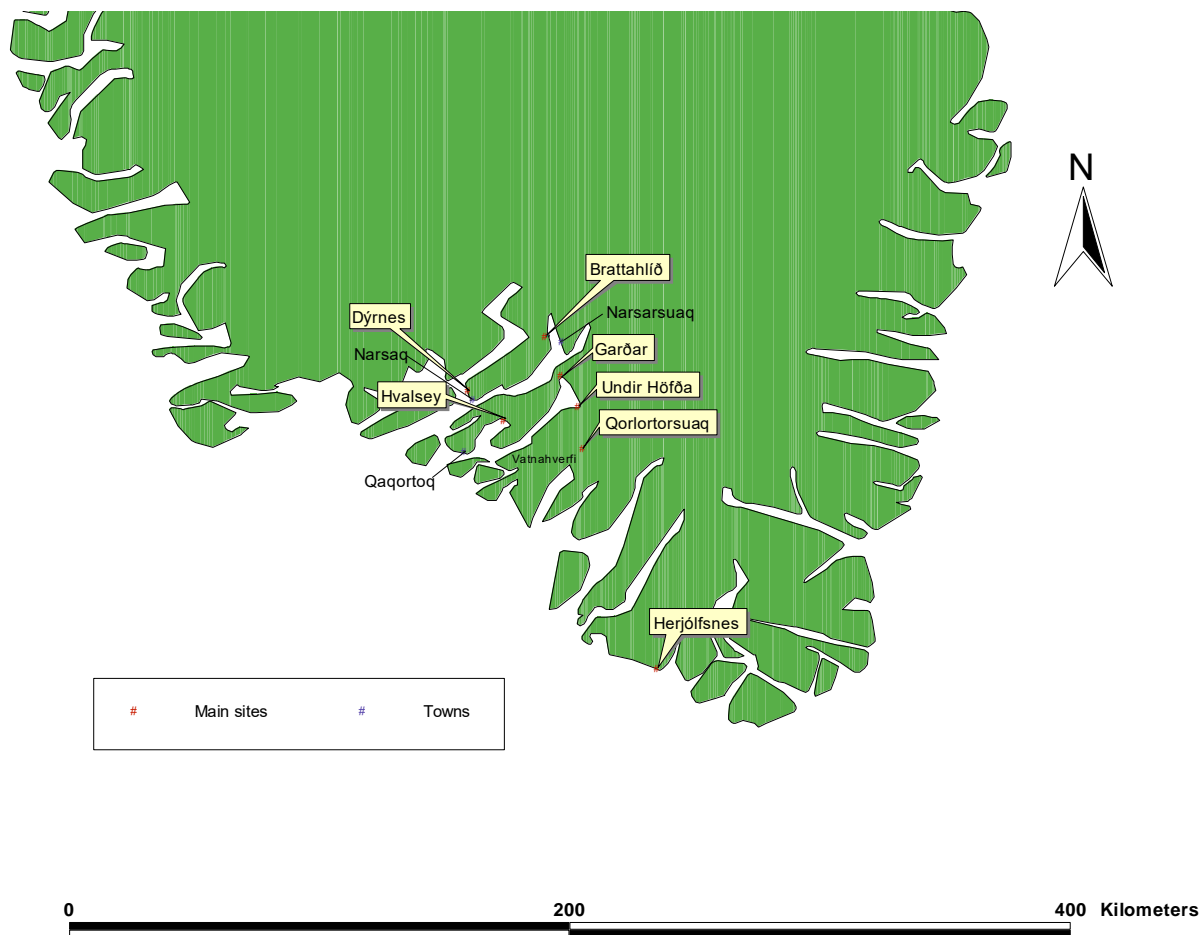 N
Brattahlíð
Dýrnes
Narsarsuaq
Narsaq
Garðar
Hvalsey
Undir Höfða
Qorlortorsuaq
Vatnahverfi
Qaqortoq
Herjólfsnes
# Main sites # Towns
0 200 400 Kilometers